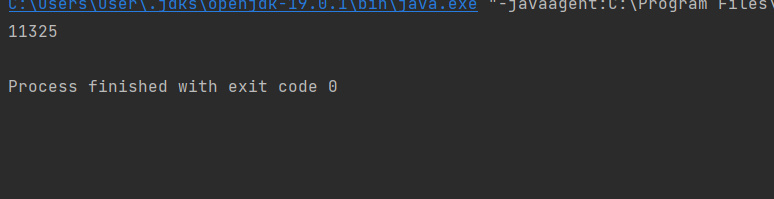 C:\Users\User\.jdks\openjdk-19.0.1\bin\java.exe "-javaagent:C:\Program Files\
11325
Process finished with exit code 0